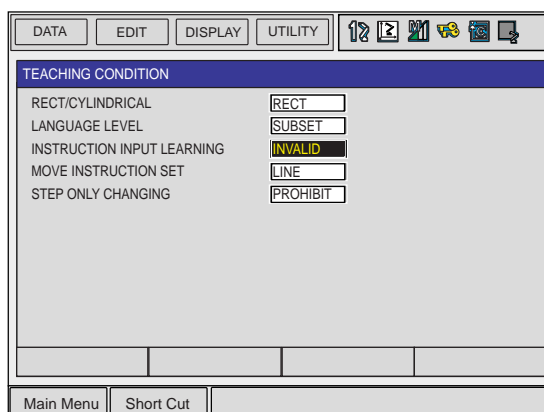 DATA EDIT DISPLAY UTILITY
TEACHING CONDITION
RECT/CYLINDRICAL RECT
LANGUAGE LEVEL SUBSET
INSTRUCTION INPUT LEARNING INVALID
MOVE INSTRUCTION SET LINE
STEP ONLY CHANGING PROHIBIT
Main Menu Short Cut